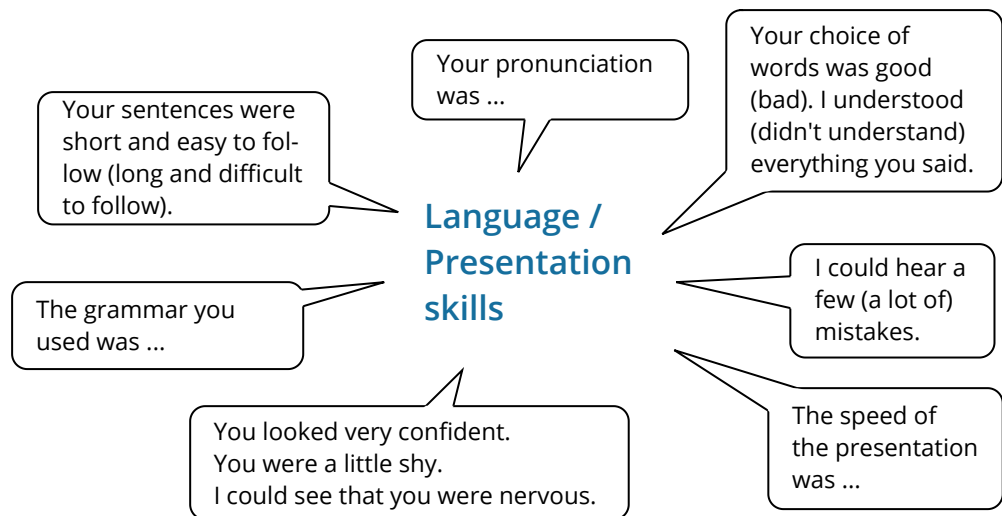 Your pronunciation
was ...
Your choice of
words was good
(bad). I understood
(didn't understand)
everything you said.
Your sentences were
short and easy to fol-
low (long and difficult
to follow).
Language /
Presentation
skills
I could hear a
few (a lot of)
mistakes.
The grammar you
used was ...
The speed of
the presentation
was ...
You looked very confident.
You were a little shy.
I could see that you were nervous.